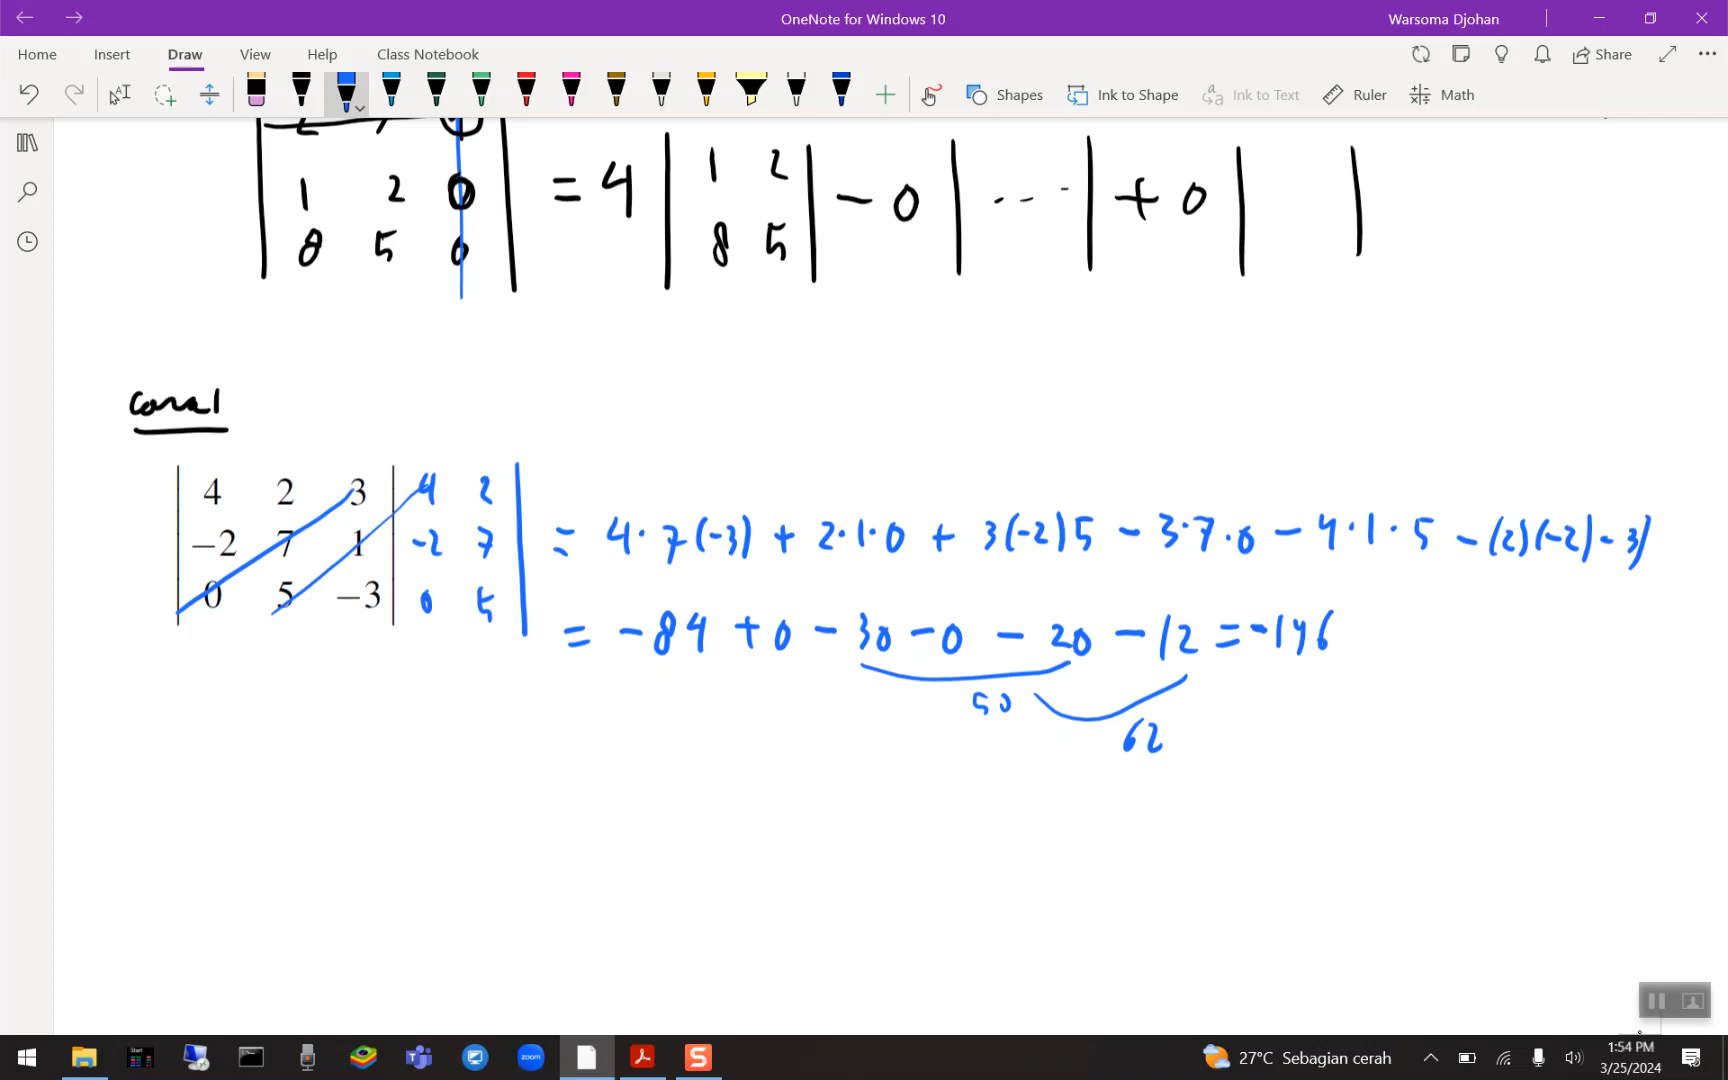 OneNote for Windows 10
Warsoma Djohan
Home Insert Draw View Help Class Notebook
Share
Shapes Ink to Shape Ink to Text Ruler Math
1 2 0
8 5 0
= 4 | 1 2 | - 0 | ... | + 0 | |
8 5
4 2 3 | 4 2
-2 7 1 | -2 7
0 5 -3 | 0 5
= 4·7(-3) + 2·1·0 + 3(-2)5 - 3·7·0 - 4·1·5 - (2)(-2)-3)
= -84 + 0 - 30 - 0 - 20 - 12 = -146
50
62
Start
zoom
27°C Sebagian cerah
1:54 PM
3/25/2024